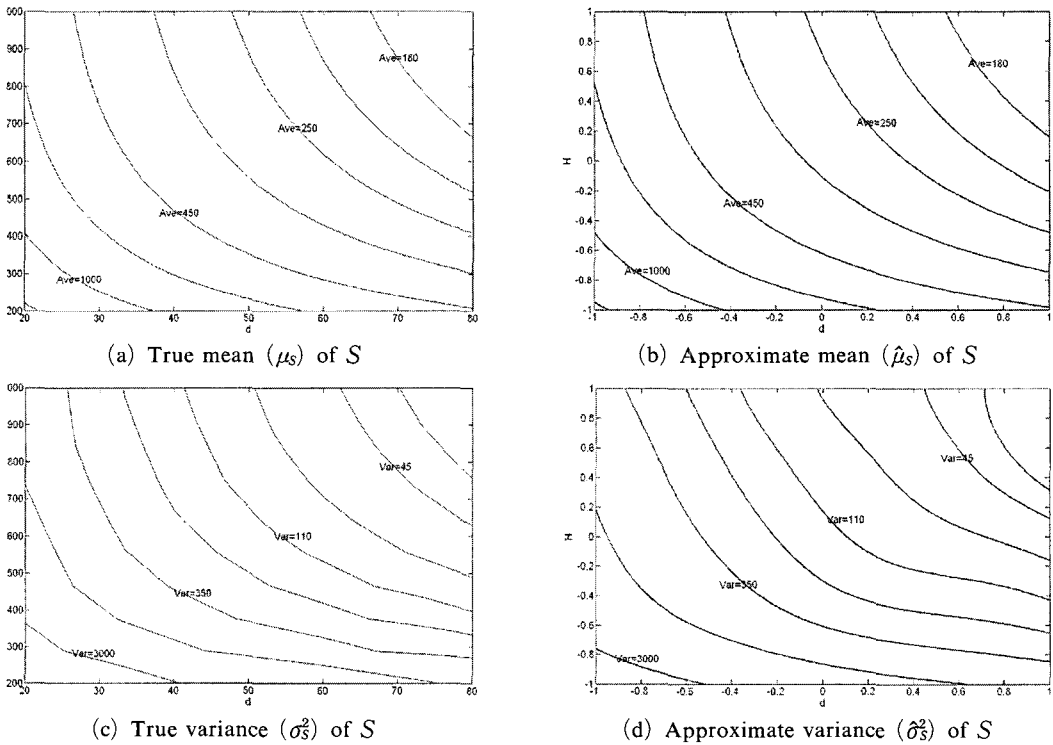 000
900
800
700
600
500
400
300
200
20 30 40 50 60 70 80
d
Ave=180
Ave=250
Ave=450
Ave=1000
(a) True mean (μS) of S
1
0.8
0.6
0.4
0.2
0
-0.2
-0.4
-0.6
-0.8
-1
H
-1 -0.8 -0.6 -0.4 -0.2 0 0.2 0.4 0.6 0.8 1
d
Ave=180
Ave=250
Ave=450
Ave=1000
(b) Approximate mean (μ̂S) of S
000
900
800
700
600
500
400
300
200
20 30 40 50 60 70 80
d
Var=45
Var=110
Var=350
Var=3000
(c) True variance (σ²S) of S
1
0.8
0.6
0.4
0.2
0
-0.2
-0.4
-0.6
-0.8
-1
H
-1 -0.8 -0.6 -0.4 -0.2 0 0.2 0.4 0.6 0.8 1
d
Var=45
Var=110
Var=350
Var=3000
(d) Approximate variance (σ̂²S) of S